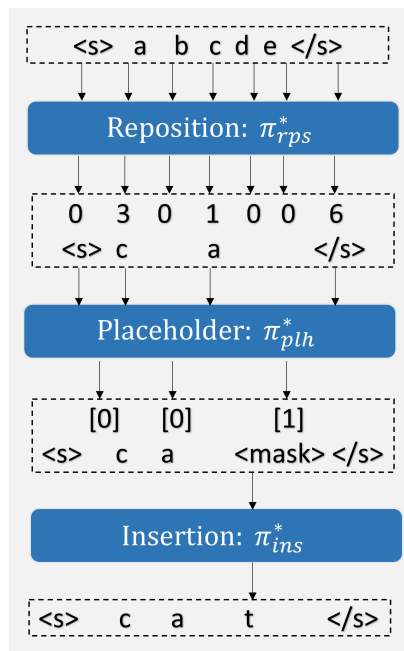 <s> a b c d e </s>
Reposition: π*rps
0 3 0 1 0 0 6
<s> c a </s>
Placeholder: π*plh
[0] [0] [1]
<s> c a <mask> </s>
Insertion: π*ins
<s> c a t </s>